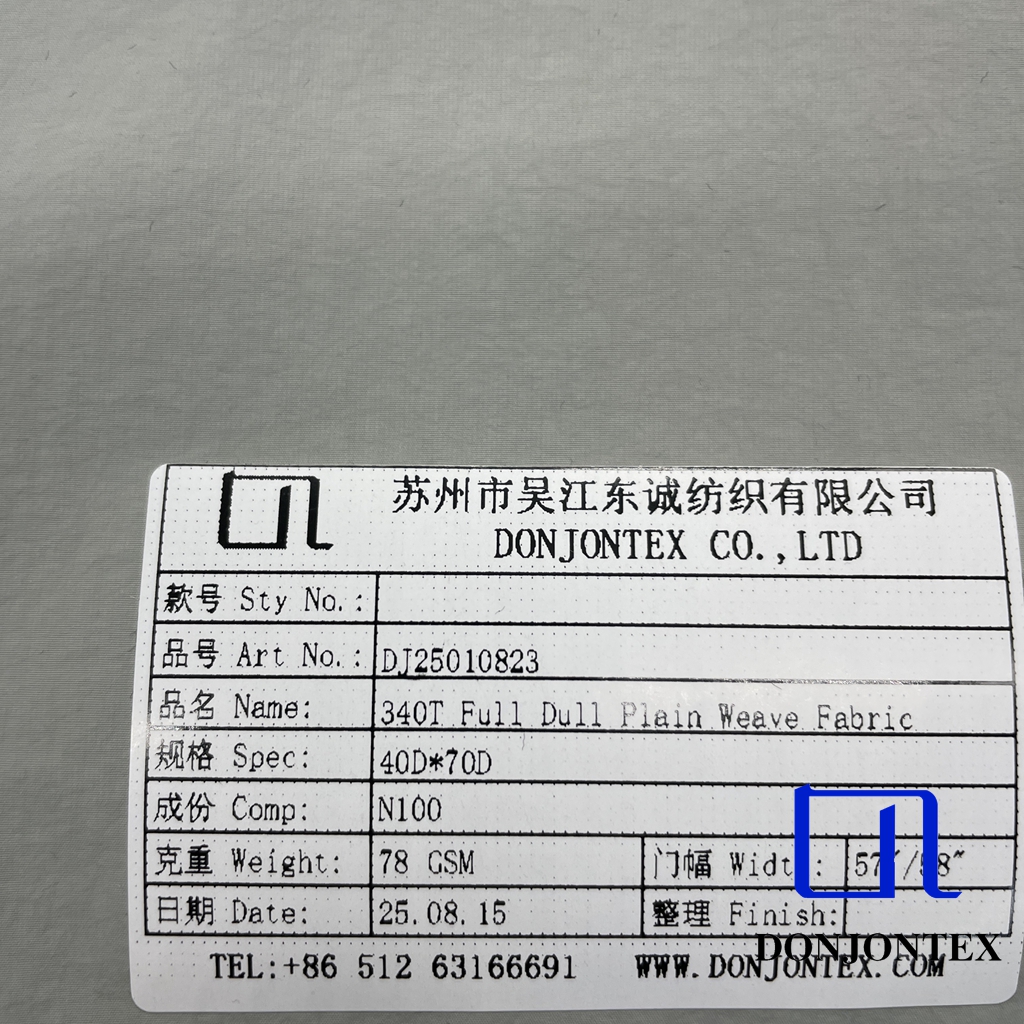 苏州市吴江东诚纺织有限公司
DONJONTEX CO.,LTD
款号 Sty No.:
品号 Art No.: DJ25010823
品名 Name: 340T Full Dull Plain Weave Fabric
规格 Spec: 40D*70D
成份 Comp: N100
克重 Weight: 78 GSM 门幅 Width: 57"/58"
日期 Date: 25.08.15 整理 Finish:
TEL:+86 512 63166691 WWW.DONJONTEX.COM
DONJONTEX